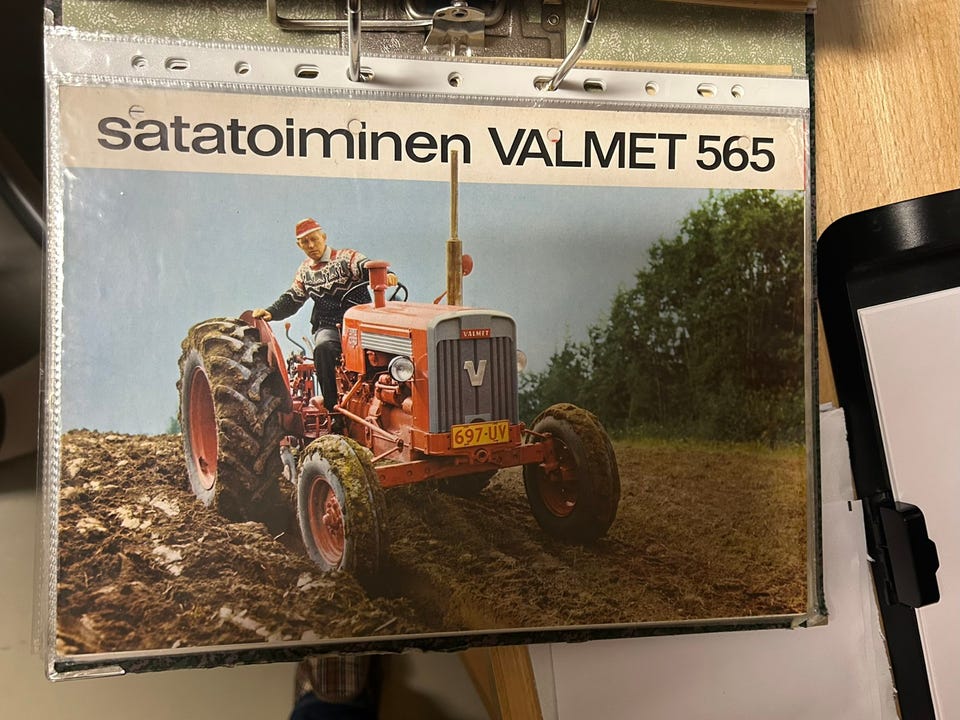 satatoiminen VALMET 565
VALMET
V
697-UV